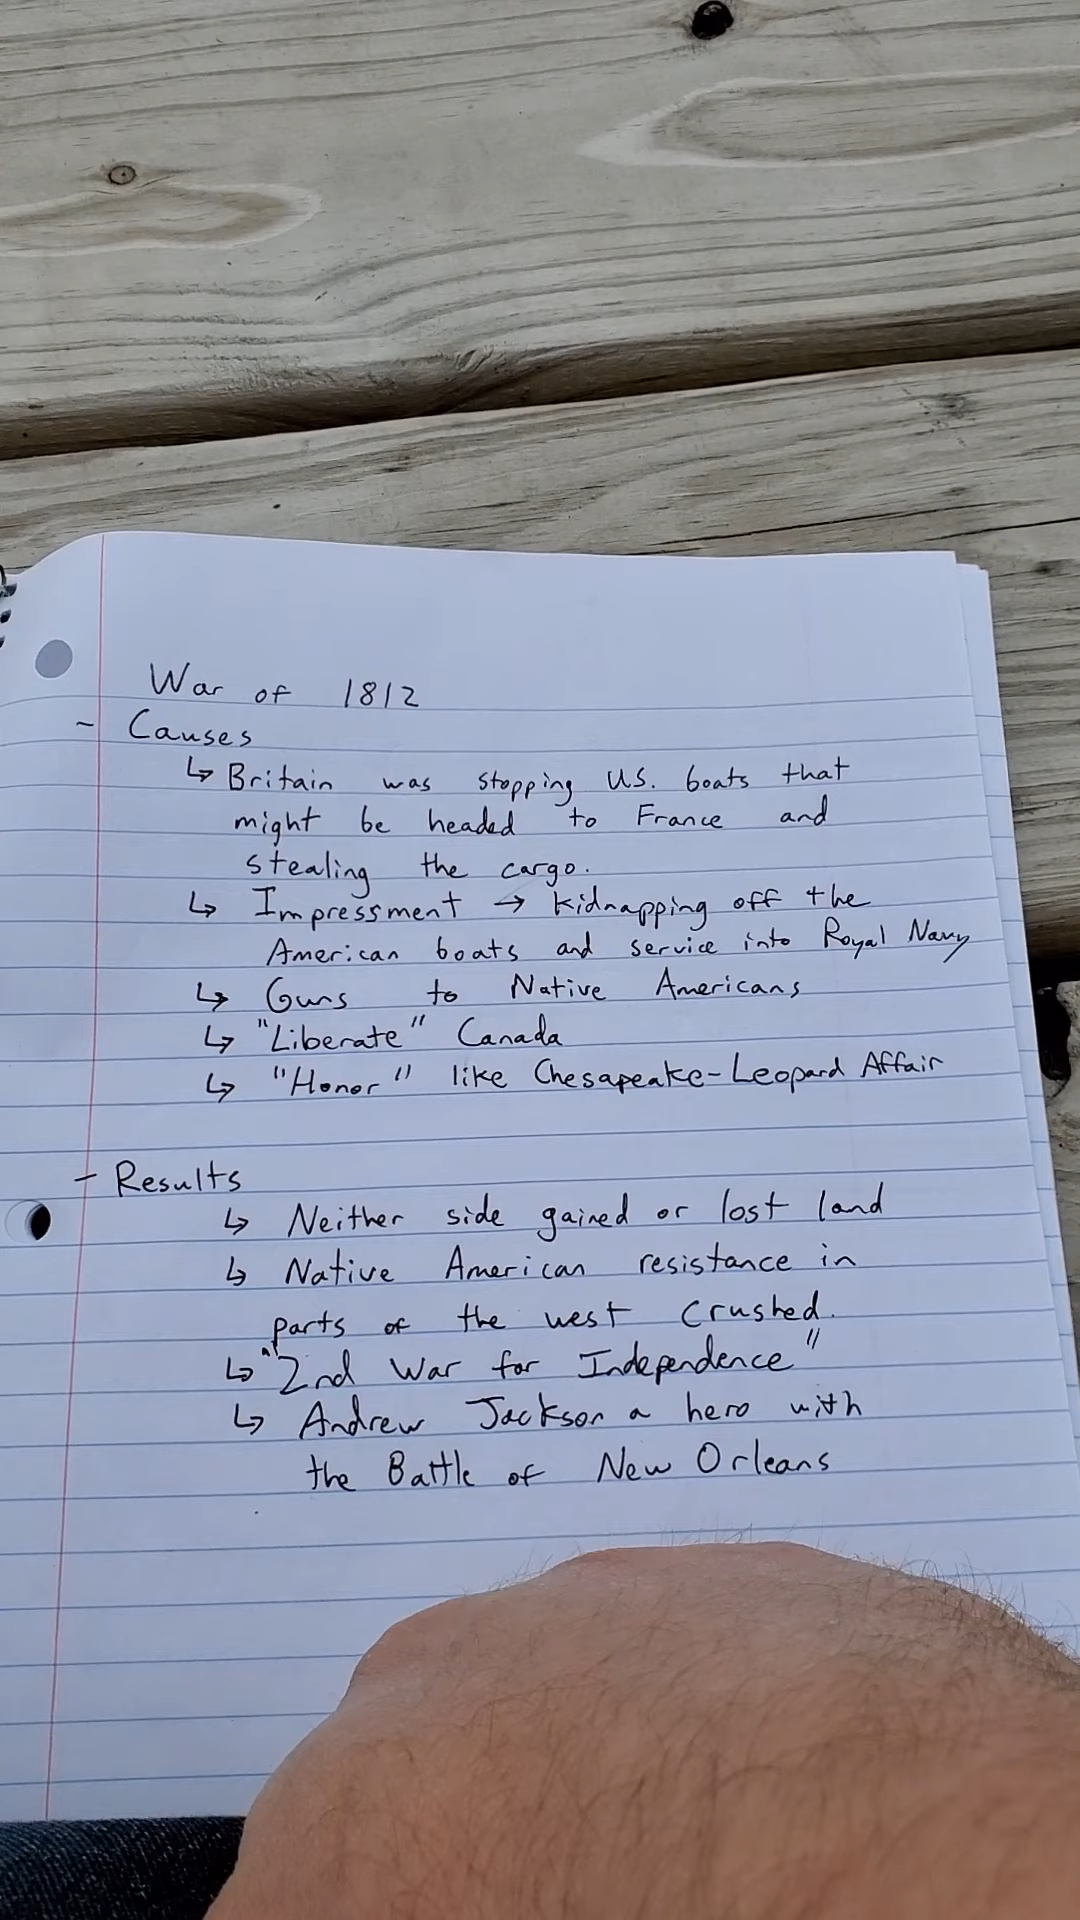 War of 1812
- Causes
↳ Britain was stopping U.S. boats that
might be headed to France and
stealing the cargo.
↳ Impressment → kidnapping off the
American boats and service into Royal Navy
↳ Guns to Native Americans
↳ "Liberate" Canada
↳ "Honor" like Chesapeake-Leopard Affair
- Results
↳ Neither side gained or lost land
↳ Native American resistance in
parts of the west crushed.
↳ "2nd War for Independence"
↳ Andrew Jackson a hero with
the Battle of New Orleans